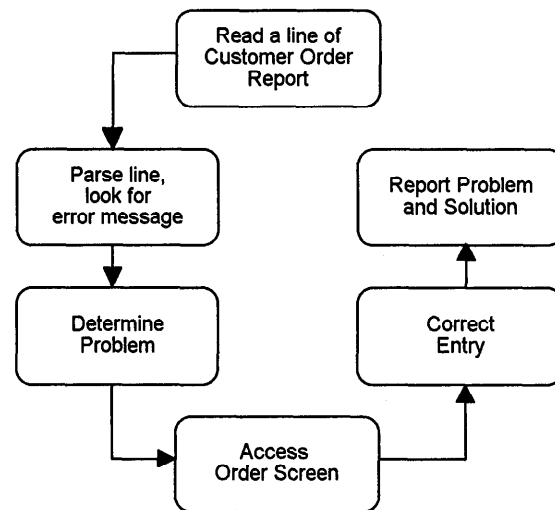 Read a line of
Customer Order
Report
Parse line,
look for
error message
Determine
Problem
Access
Order Screen
Correct
Entry
Report Problem
and Solution